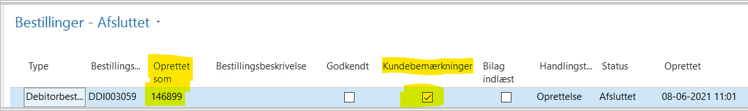 Bestillinger - Afsluttet
Type Bestillings... Oprettet som Bestillingsbeskrivelse Godkendt Kundebemærkninger Bilag indlæst Handlingst... Status Oprettet
Debitorbest... DDI003059 146899 Oprettelse Afsluttet 08-06-2021 11:01